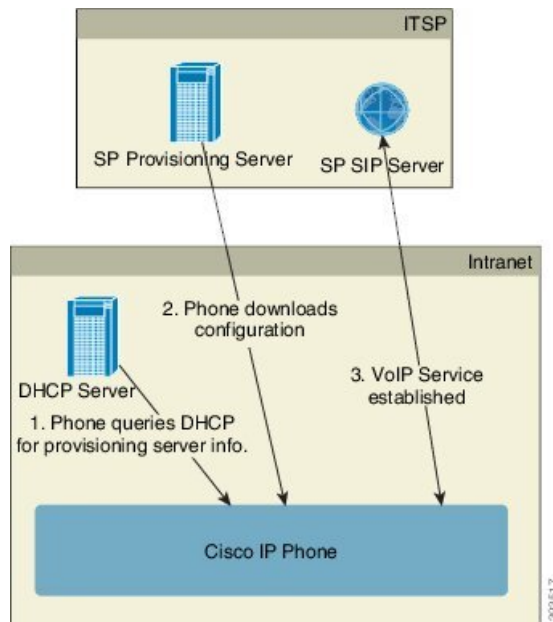 ITSP
SP Provisioning Server
SP SIP Server
Intranet
2. Phone downloads
configuration
DHCP Server
3. VoIP Service
established
1. Phone queries DHCP
for provisioning server info.
Cisco IP Phone